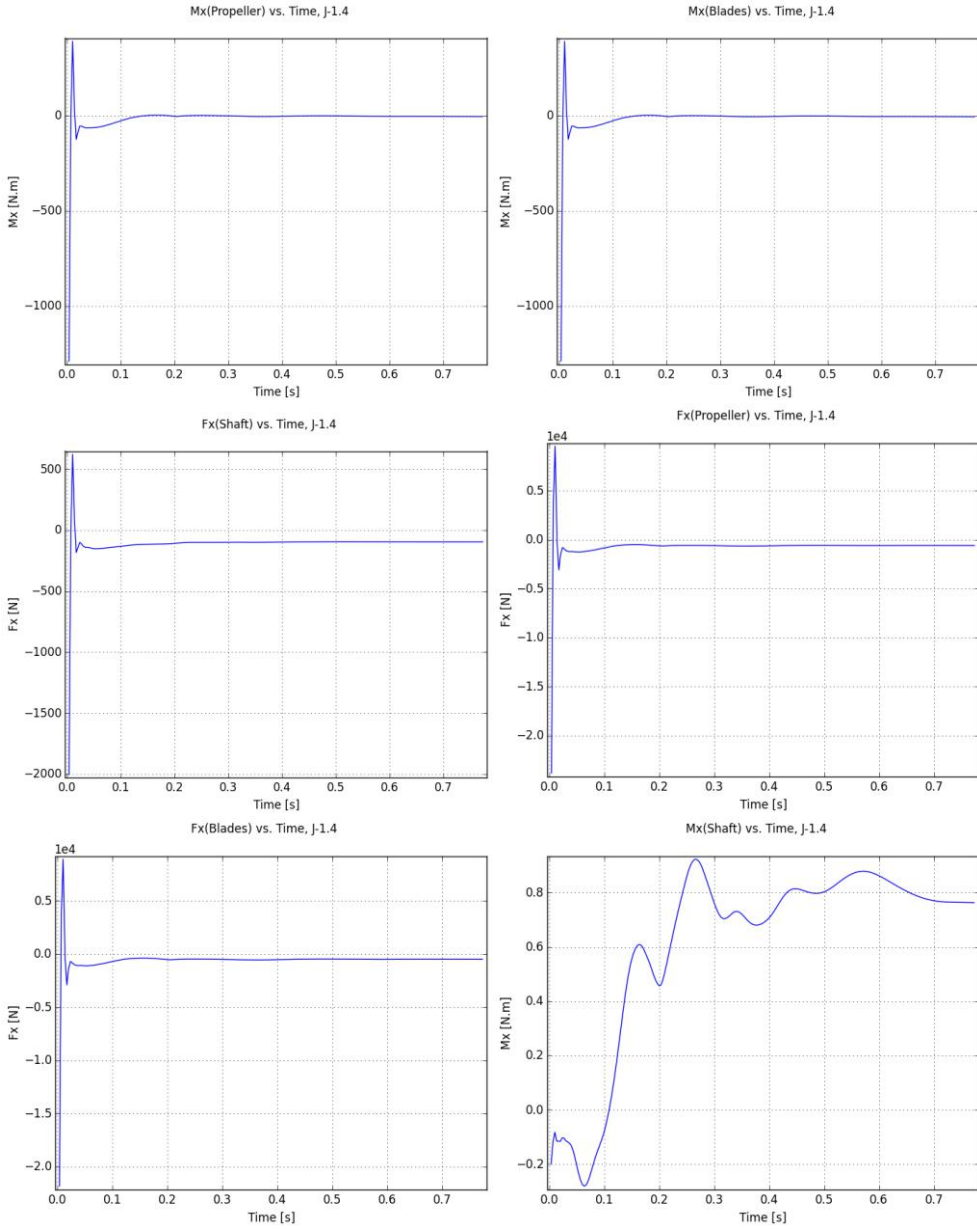 Mx(Propeller) vs. Time, J-1.4
Mx [N.m]
0
−500
−1000
0.0 0.1 0.2 0.3 0.4 0.5 0.6 0.7
Time [s]
Mx(Blades) vs. Time, J-1.4
Mx [N.m]
0
−500
−1000
0.0 0.1 0.2 0.3 0.4 0.5 0.6 0.7
Time [s]
Fx(Shaft) vs. Time, J-1.4
Fx [N]
500
0
−500
−1000
−1500
−2000
0.0 0.1 0.2 0.3 0.4 0.5 0.6 0.7
Time [s]
Fx(Propeller) vs. Time, J-1.4
1e4
Fx [N]
0.5
0.0
−0.5
−1.0
−1.5
−2.0
0.0 0.1 0.2 0.3 0.4 0.5 0.6 0.7
Time [s]
Fx(Blades) vs. Time, J-1.4
1e4
Fx [N]
0.5
0.0
−0.5
−1.0
−1.5
−2.0
0.0 0.1 0.2 0.3 0.4 0.5 0.6 0.7
Time [s]
Mx(Shaft) vs. Time, J-1.4
Mx [N.m]
0.8
0.6
0.4
0.2
0.0
−0.2
0.0 0.1 0.2 0.3 0.4 0.5 0.6 0.7
Time [s]